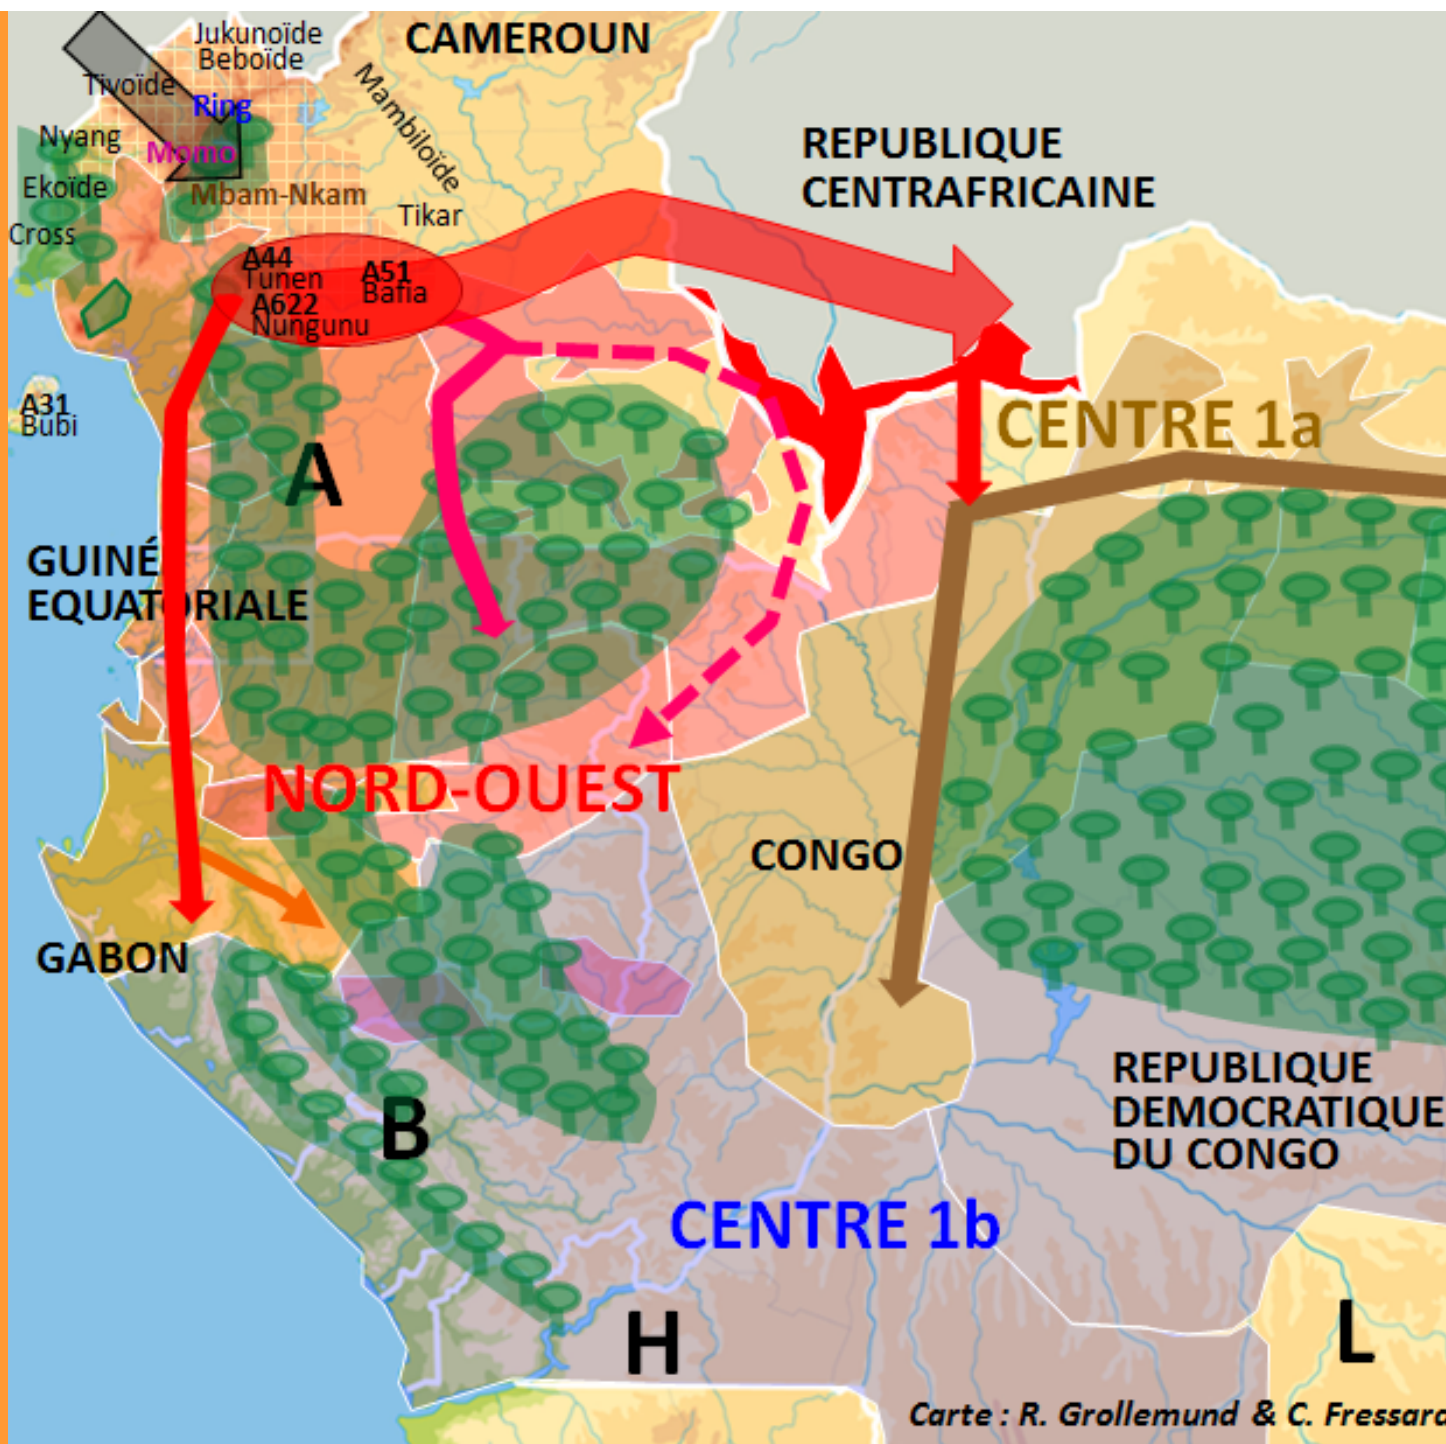 Jukunoïde
Beboïde
CAMEROUN
Tivoïde
Ring
Mambiloïde
Nyang
Momo
REPUBLIQUE
CENTRAFRICAINE
Ekoïde
Mbam-Nkam
Tikar
Cross
A44
Tunen
A51
Bafia
A622
Nungunu
A31
Bubi
CENTRE 1a
A
GUINÉ
EQUATORIALE
NORD-OUEST
CONGO
GABON
REPUBLIQUE
DEMOCRATIQUE
DU CONGO
B
CENTRE 1b
H
L
Carte : R. Grollemund & C. Fressard